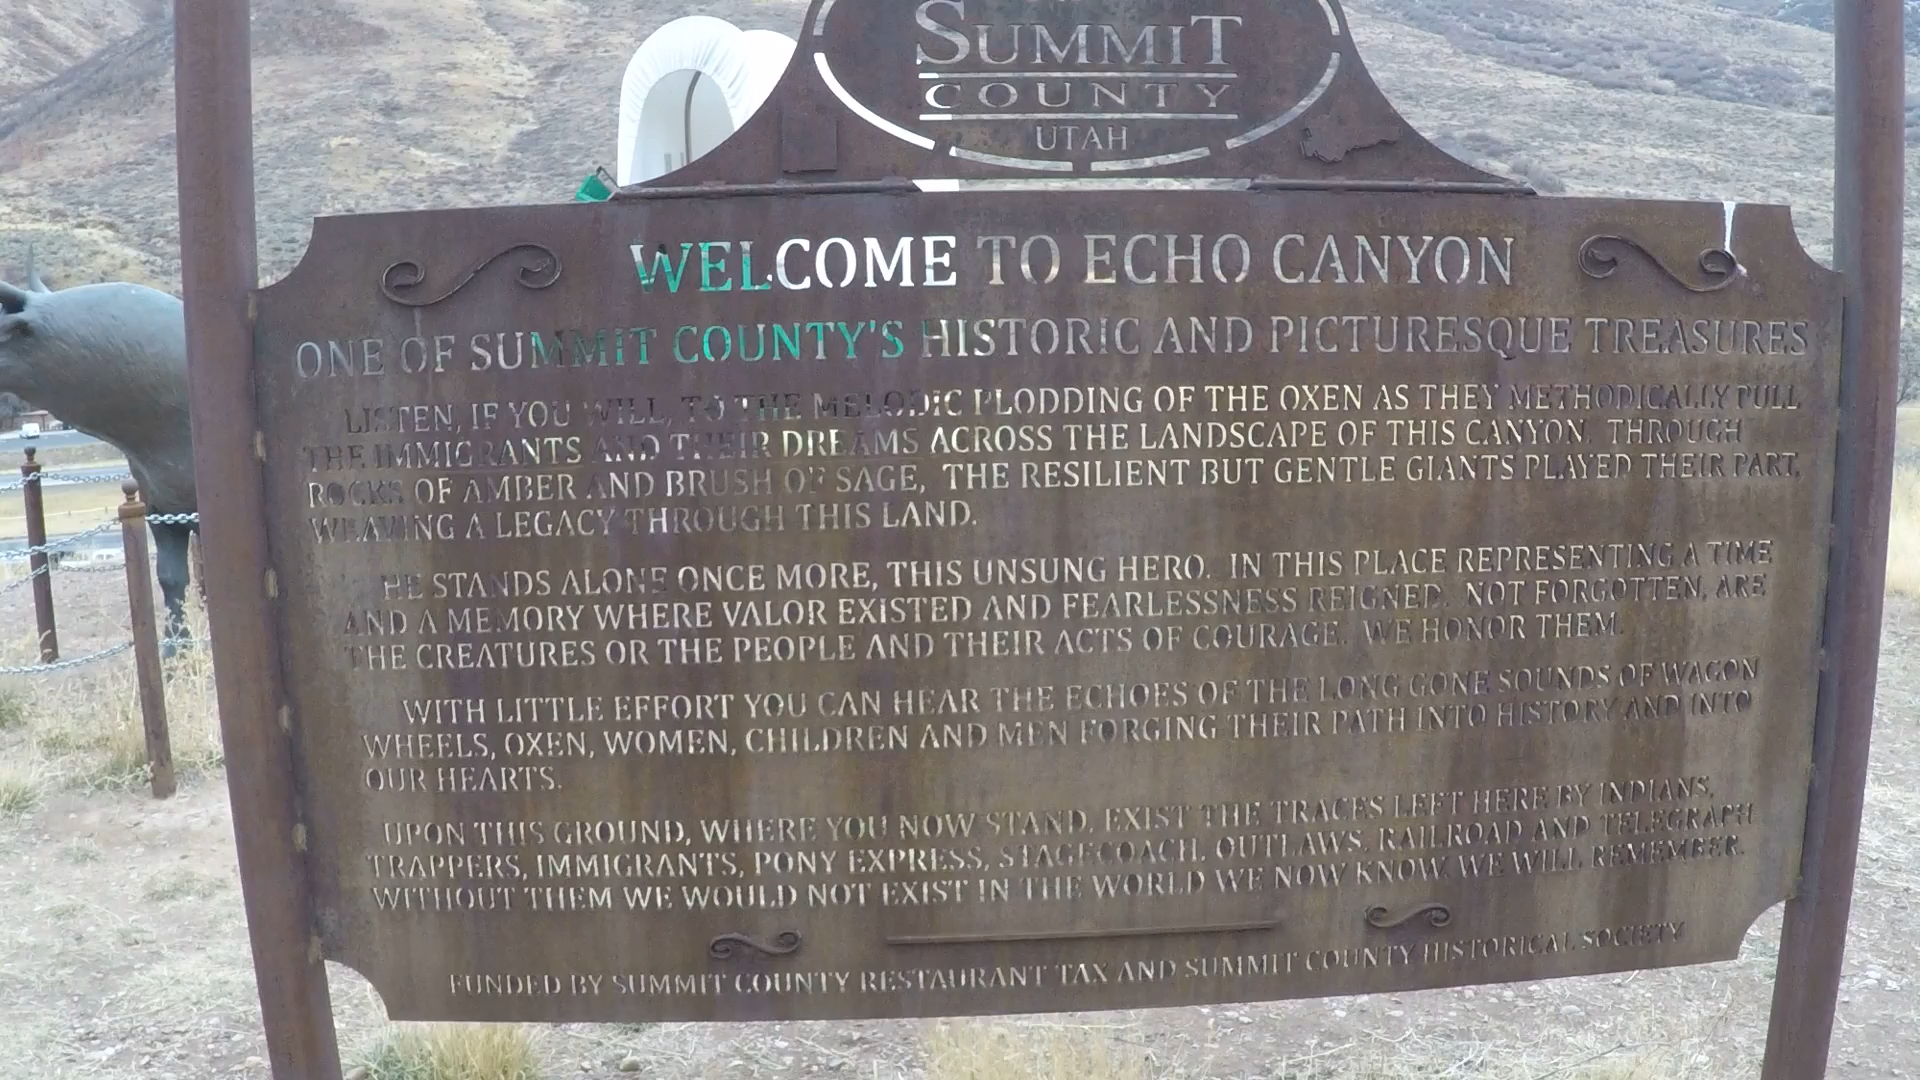 SUMMIT
COUNTY
UTAH
WELCOME TO ECHO CANYON
ONE OF SUMMIT COUNTY'S HISTORIC AND PICTURESQUE TREASURES
LISTEN, IF YOU WILL, TO THE MELODIC PLODDING OF THE OXEN AS THEY METHODICALLY PULL
THE IMMIGRANTS AND THEIR DREAMS ACROSS THE LANDSCAPE OF THIS CANYON. THROUGH
ROCKS OF AMBER AND BRUSH OF SAGE, THE RESILIENT BUT GENTLE GIANTS PLAYED THEIR PART,
WEAVING A LEGACY THROUGH THIS LAND.
HE STANDS ALONE ONCE MORE, THIS UNSUNG HERO. IN THIS PLACE REPRESENTING A TIME
AND A MEMORY WHERE VALOR EXISTED AND FEARLESSNESS REIGNED. NOT FORGOTTEN, ARE
THE CREATURES OR THE PEOPLE AND THEIR ACTS OF COURAGE. WE HONOR THEM.
WITH LITTLE EFFORT YOU CAN HEAR THE ECHOES OF THE LONG GONE SOUNDS OF WAGON
WHEELS, OXEN, WOMEN, CHILDREN AND MEN FORGING THEIR PATH INTO HISTORY AND INTO
OUR HEARTS.
UPON THIS GROUND, WHERE YOU NOW STAND, EXIST THE TRACES LEFT HERE BY INDIANS,
TRAPPERS, IMMIGRANTS, PONY EXPRESS, STAGECOACH, OUTLAWS, RAILROAD AND TELEGRAPH
WITHOUT THEM WE WOULD NOT EXIST IN THE WORLD WE NOW KNOW. WE WILL REMEMBER.
FUNDED BY SUMMIT COUNTY RESTAURANT TAX AND SUMMIT COUNTY HISTORICAL SOCIETY